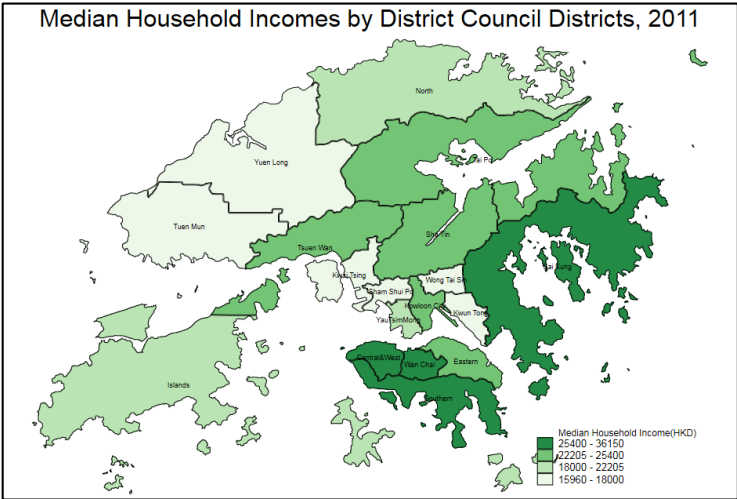 Median Household Incomes by District Council Districts, 2011
North
Tai Po
Yuen Long
Tuen Mun
Sha Tin
Tsuen Wan
Sai Kung
Kwai Tsing
Wong Tai Sin
Sham Shui Po
Kowloon City
Kwun Tong
YauTsimMong
Central&West
Wan Chai
Eastern
Islands
Southern
Median Household Income(HKD)
25400 - 36150
22205 - 25400
18000 - 22205
15960 - 18000